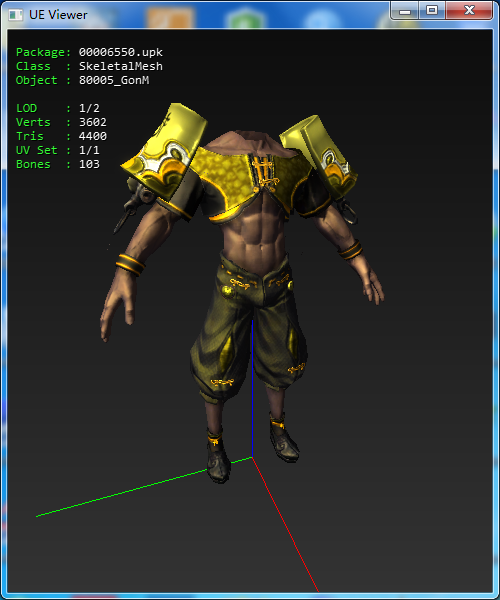 UE Viewer
Package: 00006550.upk
Class : SkeletalMesh
Object : 80005_GonM
LOD : 1/2
Verts : 3602
Tris : 4400
UV Set : 1/1
Bones : 103